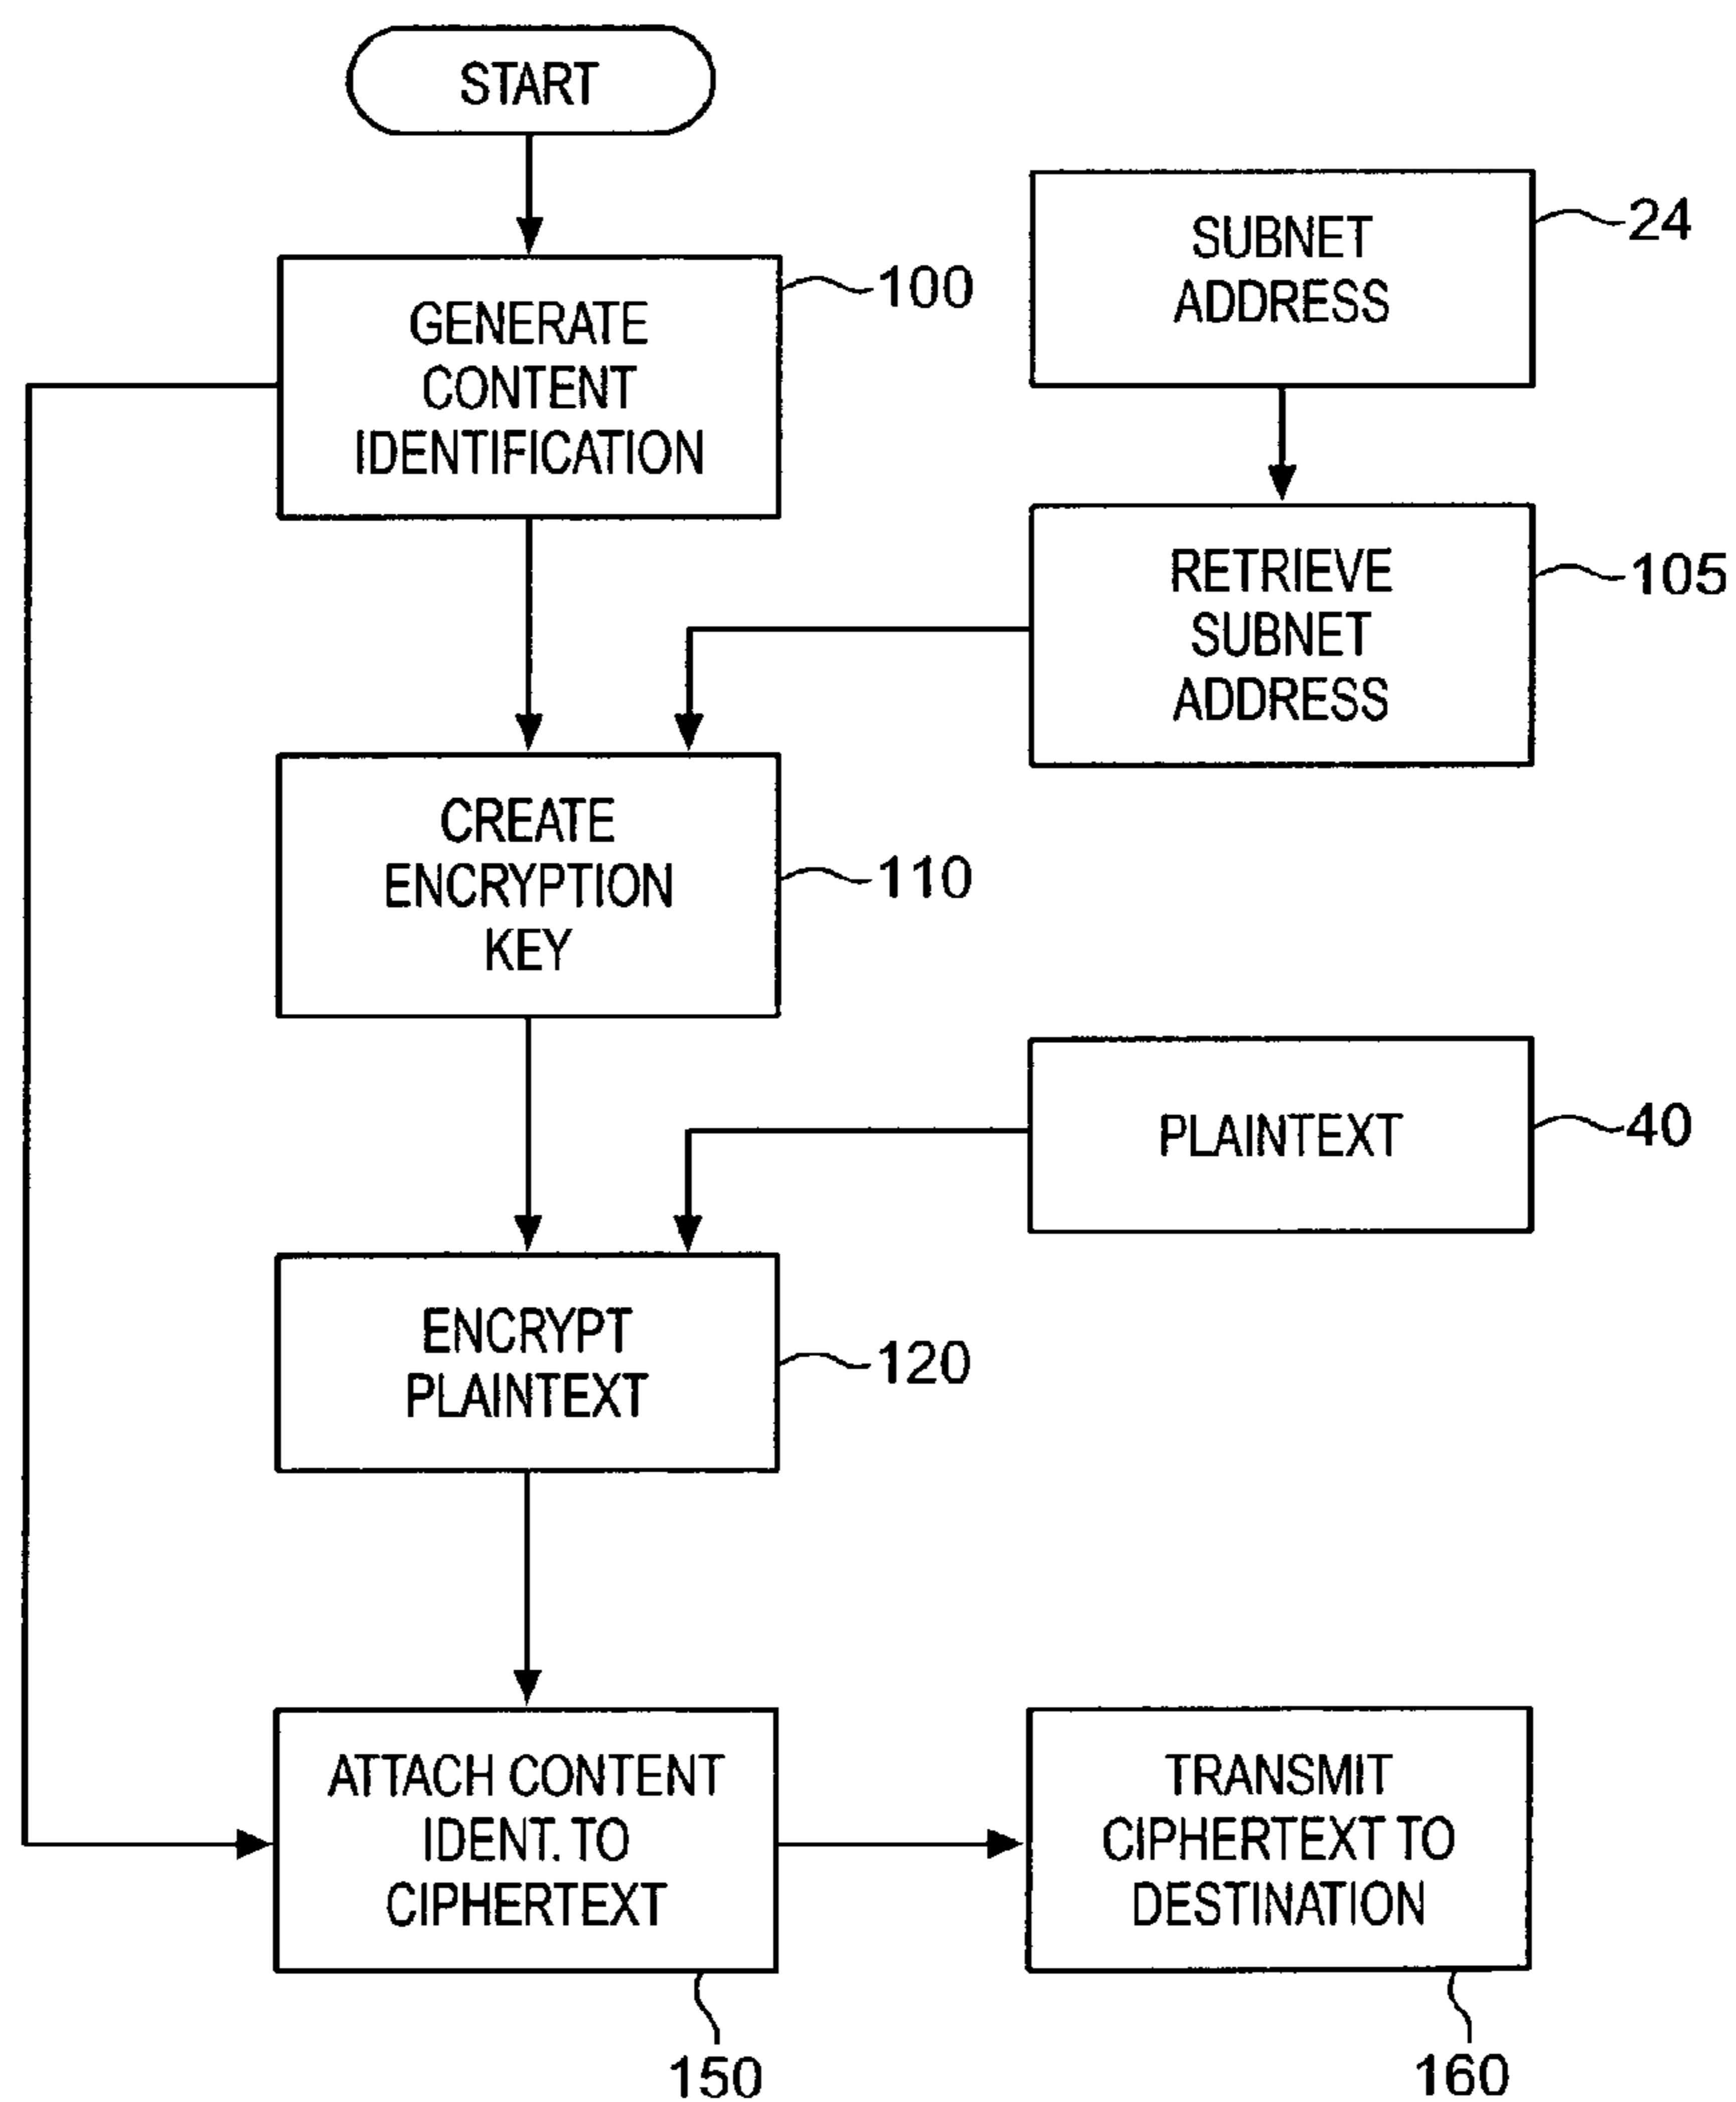 START
SUBNET
ADDRESS
24
GENERATE
CONTENT
IDENTIFICATION
100
RETRIEVE
SUBNET
ADDRESS
105
CREATE
ENCRYPTION
KEY
110
PLAINTEXT
40
ENCRYPT
PLAINTEXT
120
ATTACH CONTENT
IDENT. TO
CIPHERTEXT
150
TRANSMIT
CIPHERTEXT TO
DESTINATION
160